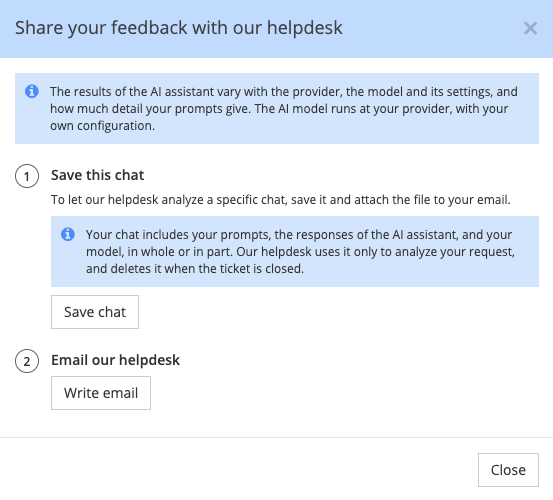 Share your feedback with our helpdesk
The results of the AI assistant vary with the provider, the model and its settings, and
how much detail your prompts give. The AI model runs at your provider, with your
own configuration.
1 Save this chat
To let our helpdesk analyze a specific chat, save it and attach the file to your email.
Your chat includes your prompts, the responses of the AI assistant, and your
model, in whole or in part. Our helpdesk uses it only to analyze your request,
and deletes it when the ticket is closed.
Save chat
2 Email our helpdesk
Write email
Close